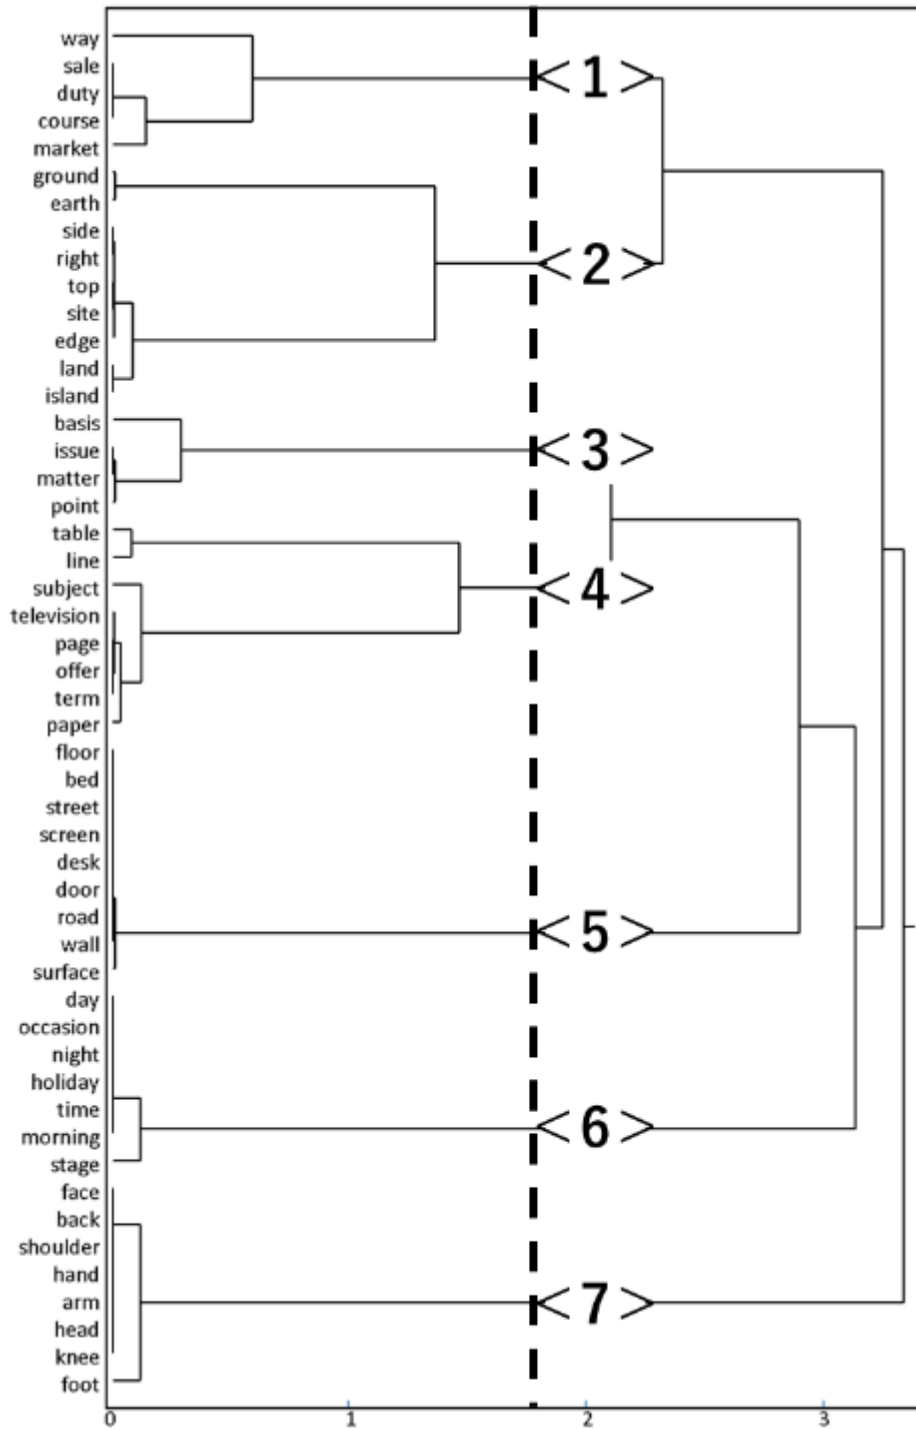 way
sale
<1>
duty
course
market
ground
earth
side
right
<2>
top
site
edge
land
island
basis
issue
<3>
matter
point
table
line
subject
<4>
television
page
offer
term
paper
floor
bed
street
screen
desk
door
road
<5>
wall
surface
day
occasion
night
holiday
time
<6>
morning
stage
face
back
shoulder
hand
arm
<7>
head
knee
foot
0 1 2 3